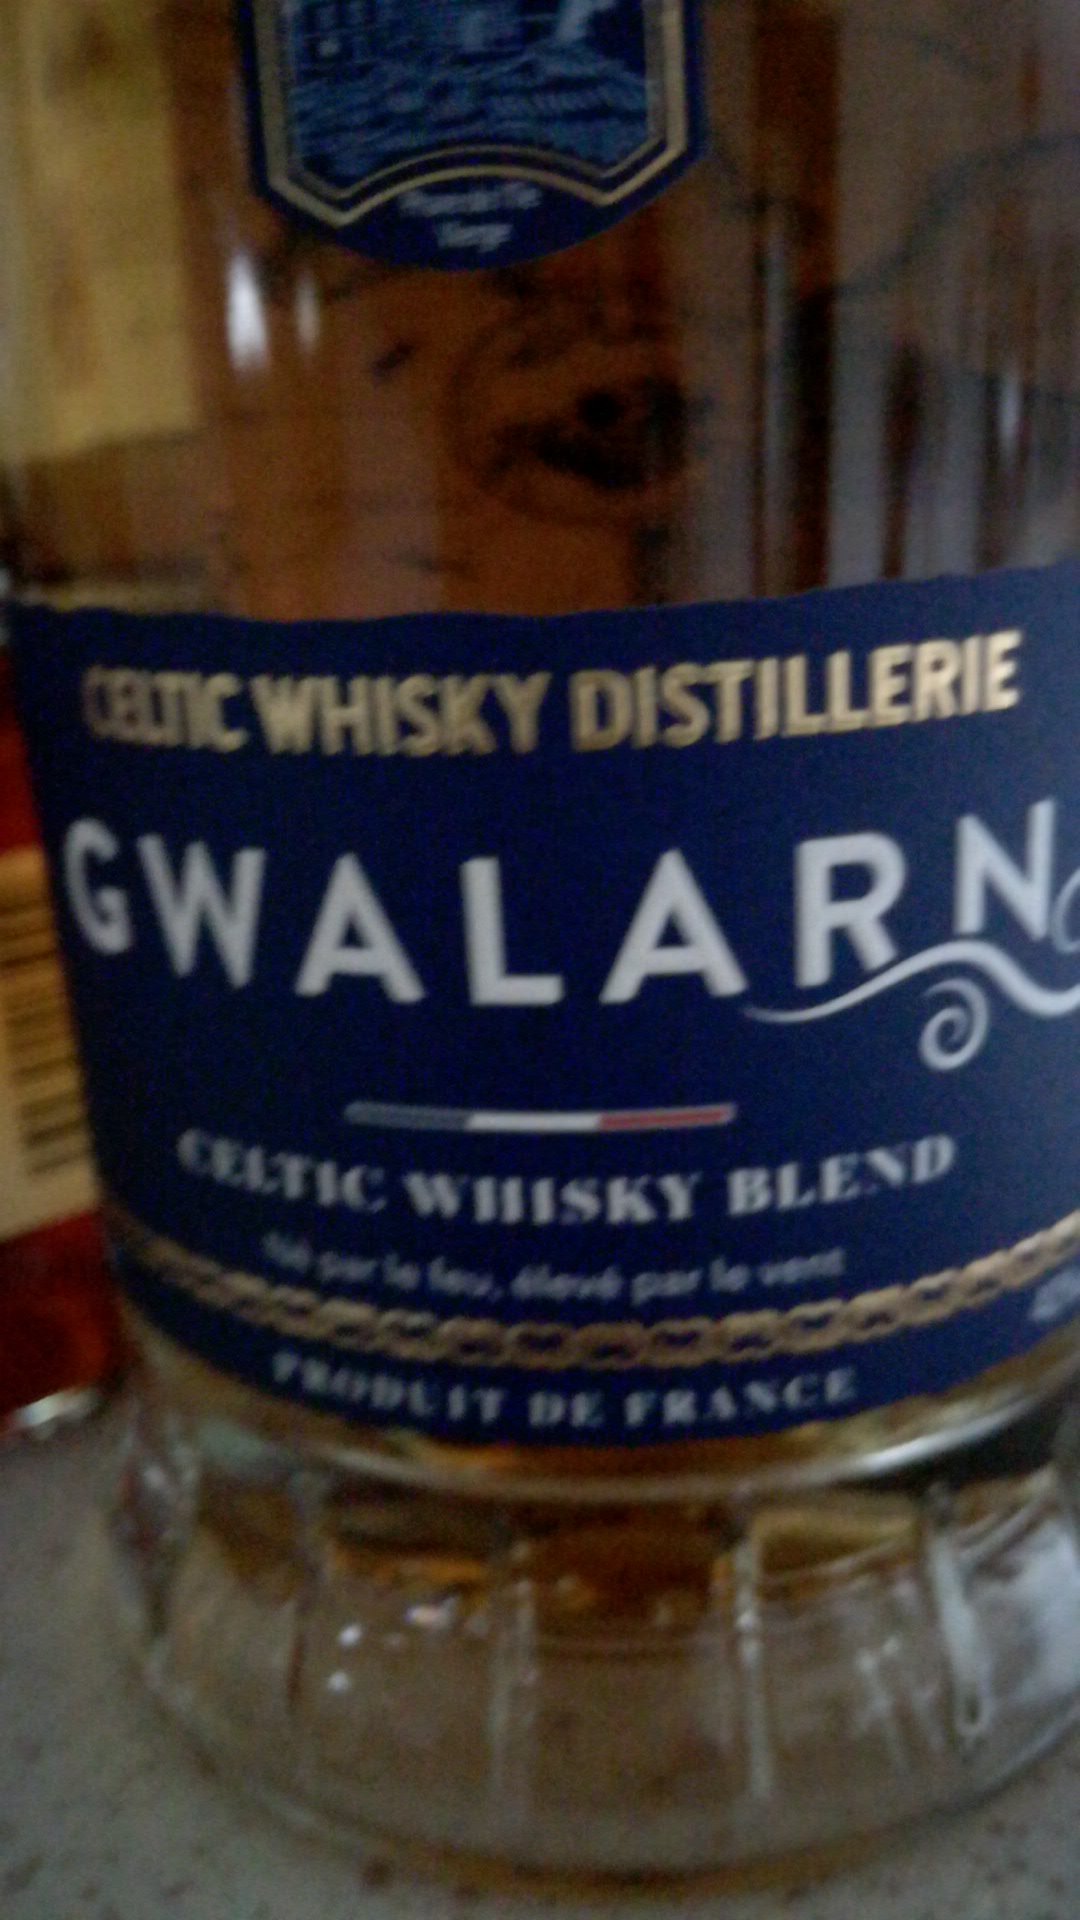 CELTIC WHISKY DISTILLERIE
GWALARN
CELTIC WHISKY BLEND
Né par le feu, élevé par le vent
PRODUIT DE FRANCE